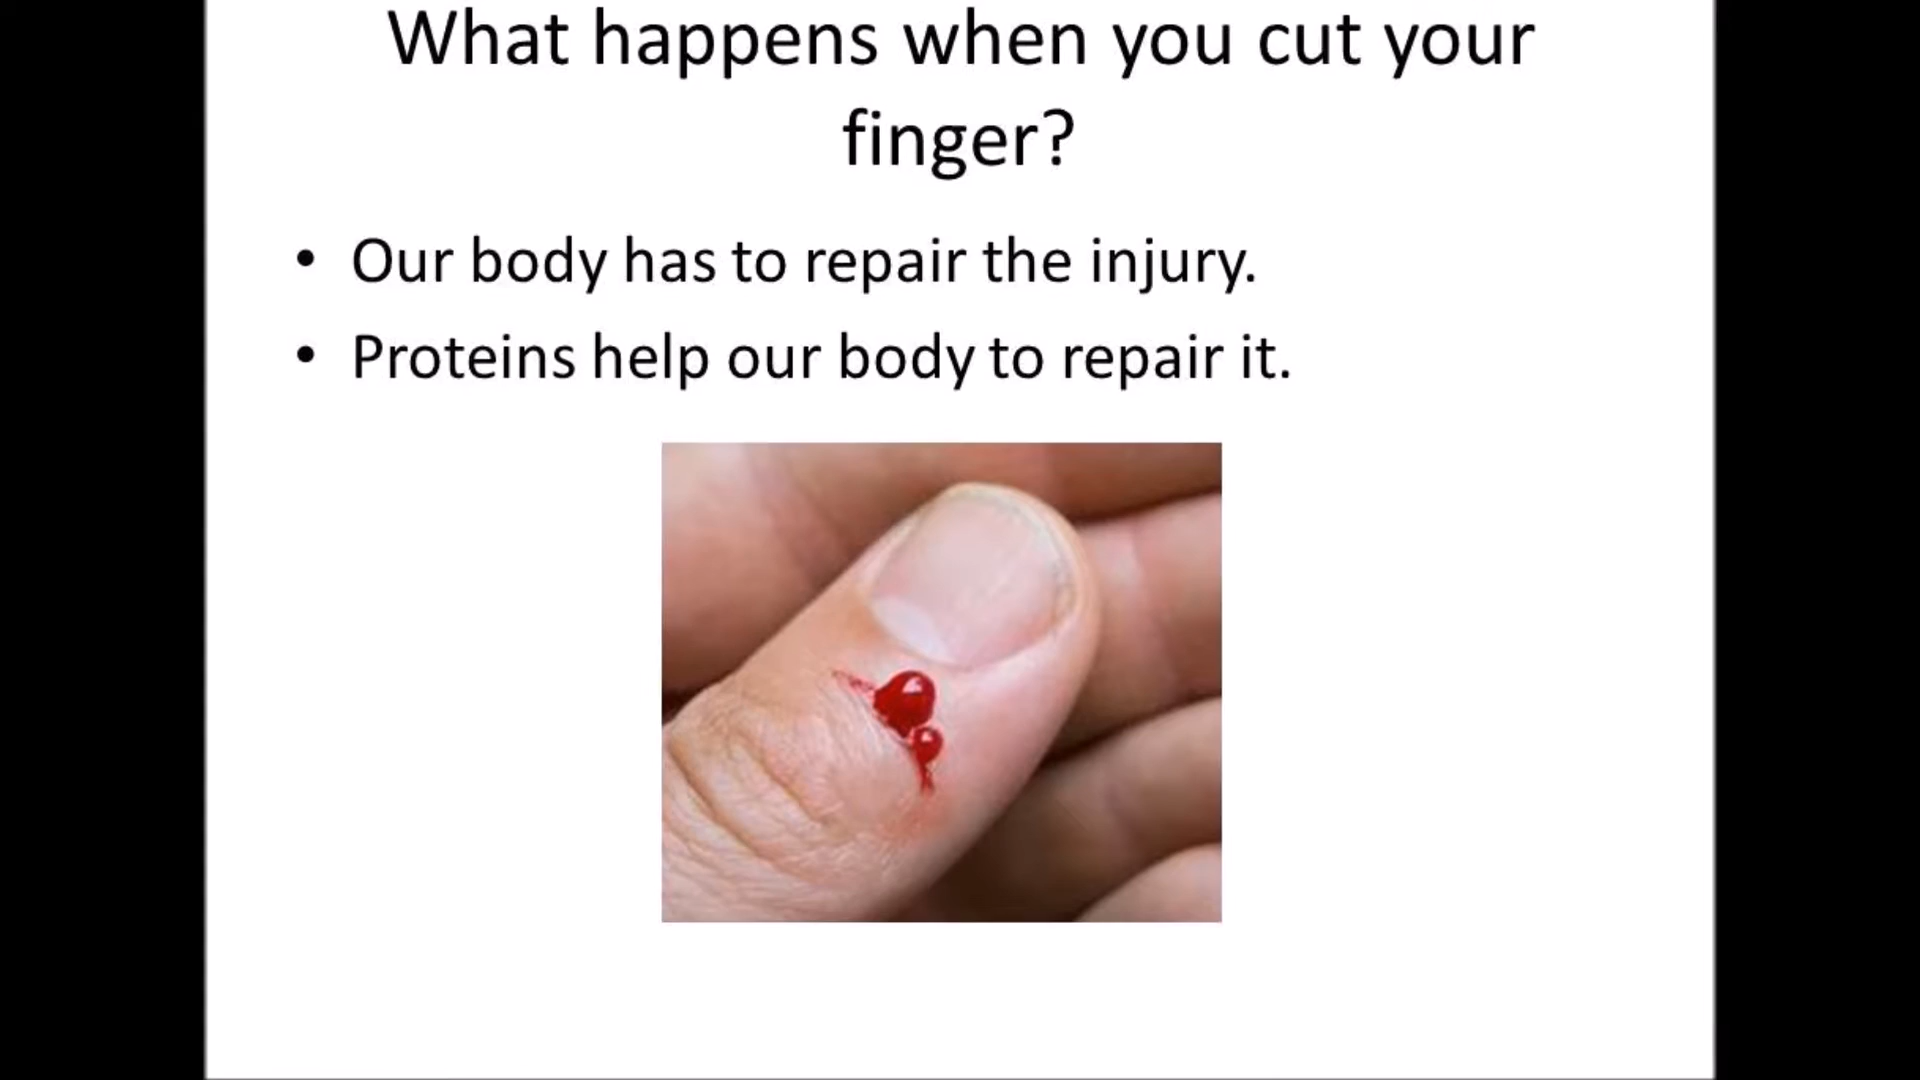 What happens when you cut your
finger?
• Our body has to repair the injury.
• Proteins help our body to repair it.